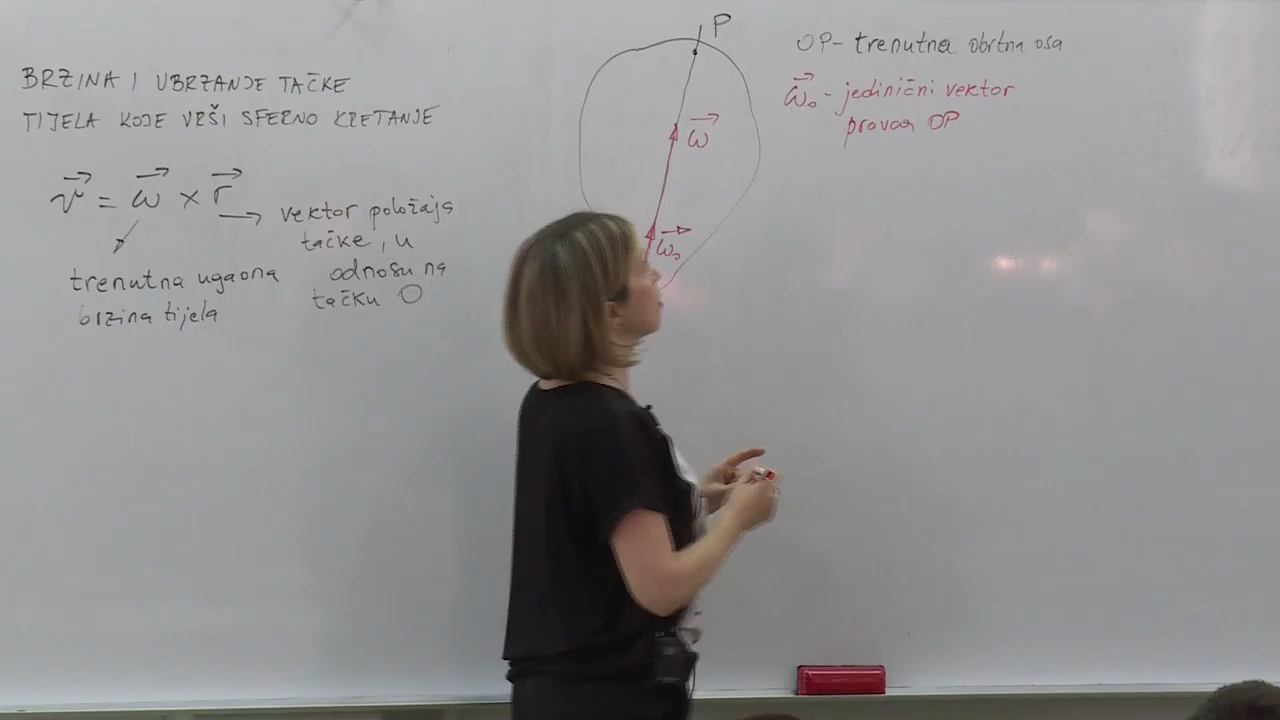 BRZINA I UBRZANJE TAČKE
TIJELA KOJE VRŠI SFERNO KRETANJE
v⃗ = ω⃗ × r⃗
→ vektor položaja
tačke, u
odnosu na
tačku O
trenutna ugaona
brzina tijela
P
ω⃗
ω⃗₀
OP - trenutna obrtna osa
ω⃗₀ - jedinični vektor
pravca OP